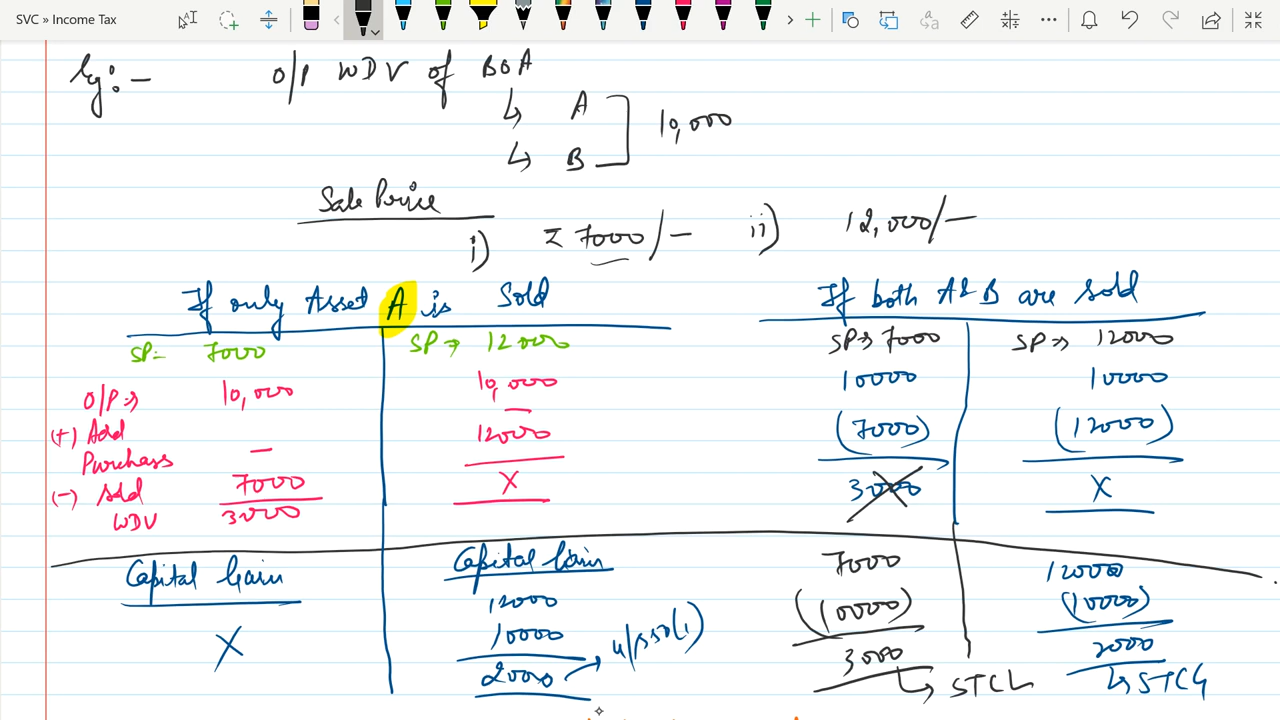 SVC » Income Tax
Eg:-
O/P WDV of BOA
↳ A
↳ B
10,000
Sale Price
i) ₹ 7000/-
ii) 12,000/-
If only Asset A is Sold
SP- 7000
SP → 12000
O/P ⇒ 10,000
10,000
(+) Add
Purchases —
—
12000
(-) Sold 7000
X
WDV 3000
Capital Gain
X
Capital Gain
12000
10000
2000 → u/s 50(1)
If both A & B are sold
SP → 7000
SP ⇒ 12000
10000
10000
(7000)
(12000)
3000
X
7000
12000
(10000)
(10000)
3000
2000
↳ STCL
↳ STCG